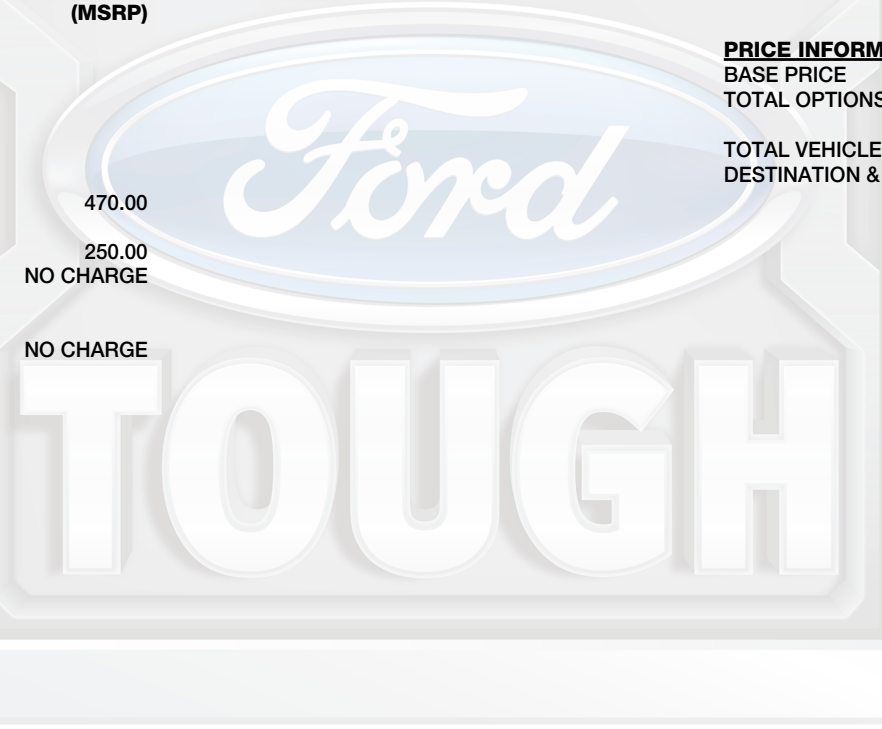 (MSRP)
470.00
250.00
NO CHARGE
NO CHARGE
PRICE INFORM
BASE PRICE
TOTAL OPTIONS
TOTAL VEHICLE
DESTINATION &
Ford
TOUGH